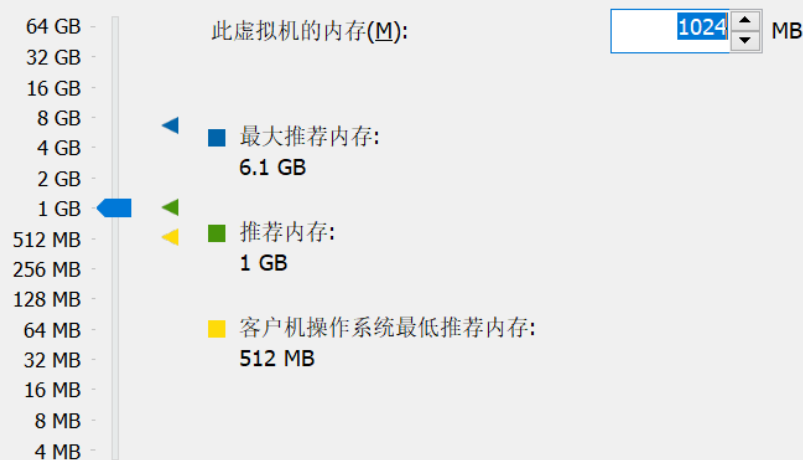 64 GB
32 GB
16 GB
8 GB
4 GB
2 GB
1 GB
512 MB
256 MB
128 MB
64 MB
32 MB
16 MB
8 MB
4 MB
此虚拟机的内存(M):
1024 MB
最大推荐内存:
6.1 GB
推荐内存:
1 GB
客户机操作系统最低推荐内存:
512 MB